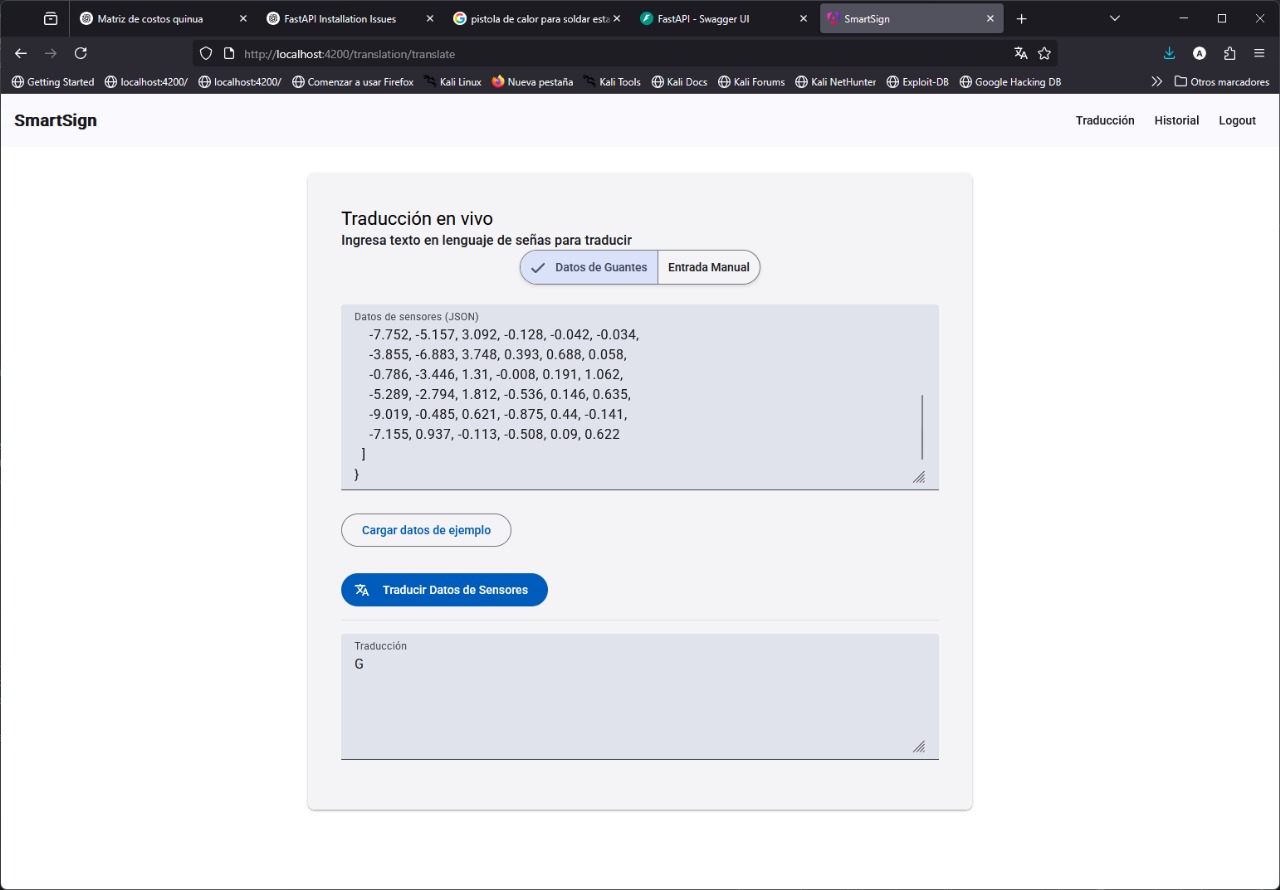 Matriz de costos quinua
FastAPI Installation Issues
pistola de calor para soldar esta
FastAPI - Swagger UI
SmartSign
http://localhost:4200/translation/translate
A
Getting Started
localhost:4200/
localhost:4200/
Comenzar a usar Firefox
Kali Linux
Nueva pestaña
Kali Tools
Kali Docs
Kali Forums
Kali NetHunter
Exploit-DB
Google Hacking DB
Otros marcadores
SmartSign
Traducción
Historial
Logout
Traducción en vivo
Ingresa texto en lenguaje de señas para traducir
Datos de Guantes
Entrada Manual
Datos de sensores (JSON)
-7.752, -5.157, 3.092, -0.128, -0.042, -0.034,
-3.855, -6.883, 3.748, 0.393, 0.688, 0.058,
-0.786, -3.446, 1.31, -0.008, 0.191, 1.062,
-5.289, -2.794, 1.812, -0.536, 0.146, 0.635,
-9.019, -0.485, 0.621, -0.875, 0.44, -0.141,
-7.155, 0.937, -0.113, -0.508, 0.09, 0.622
]
}
Cargar datos de ejemplo
Traducir Datos de Sensores
Traducción
G